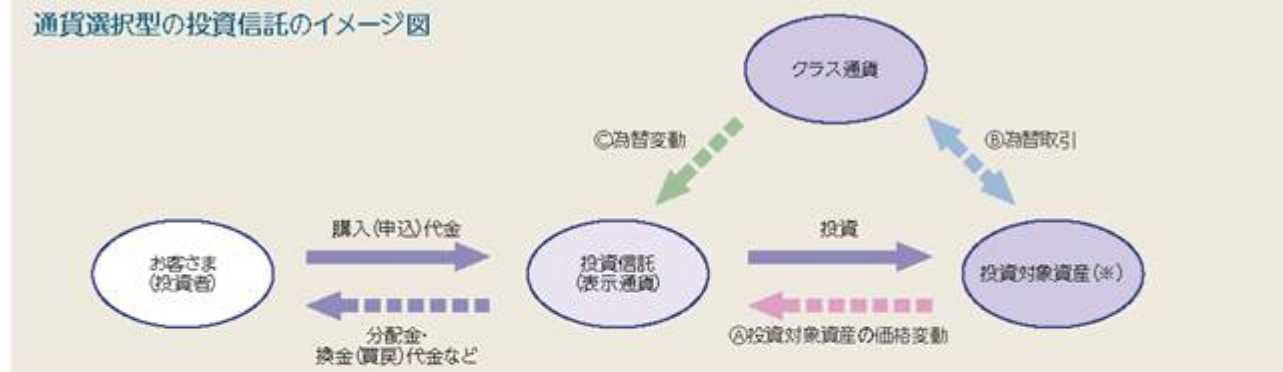 通貨選択型の投資信託のイメージ図
クラス通貨
Ⓒ為替変動
Ⓑ為替取引
購入(申込)代金
投資
お客さま
(投資者)
投資信託
(表示通貨)
投資対象資産(※)
分配金・
換金(買戻)代金など
Ⓐ投資対象資産の価格変動